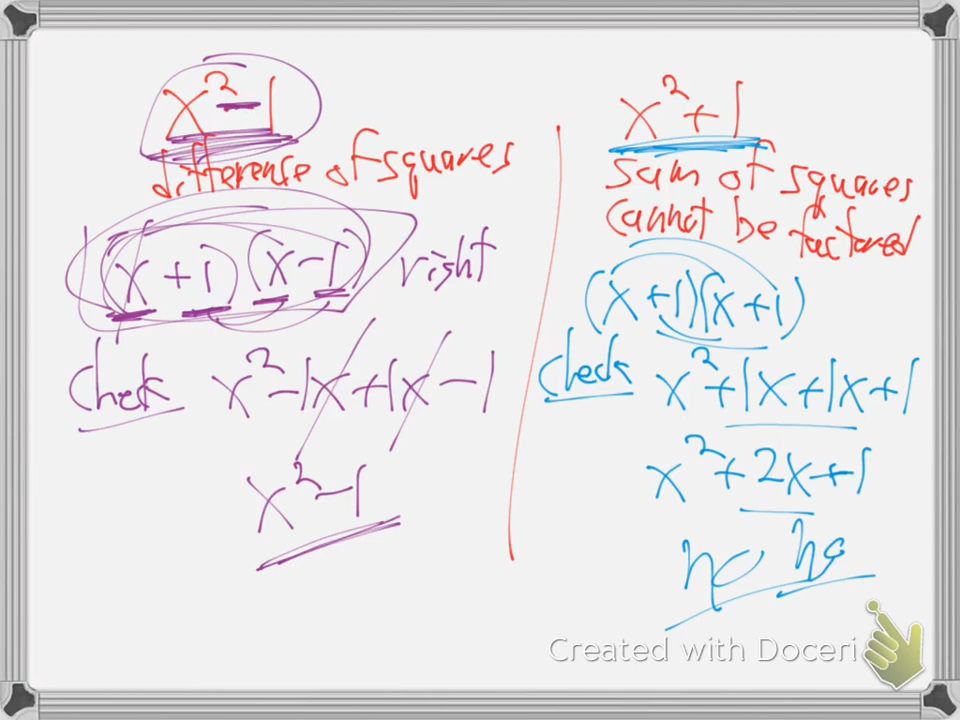 x² - 1
difference of squares
(x + 1)(x - 1) right
Check x² - 1x + 1x - 1
x² - 1
x² + 1
sum of squares
cannot be factored
(x + 1)(x + 1)
Check x² + 1x + 1x + 1
x² + 2x + 1
no no
Created with Doceri